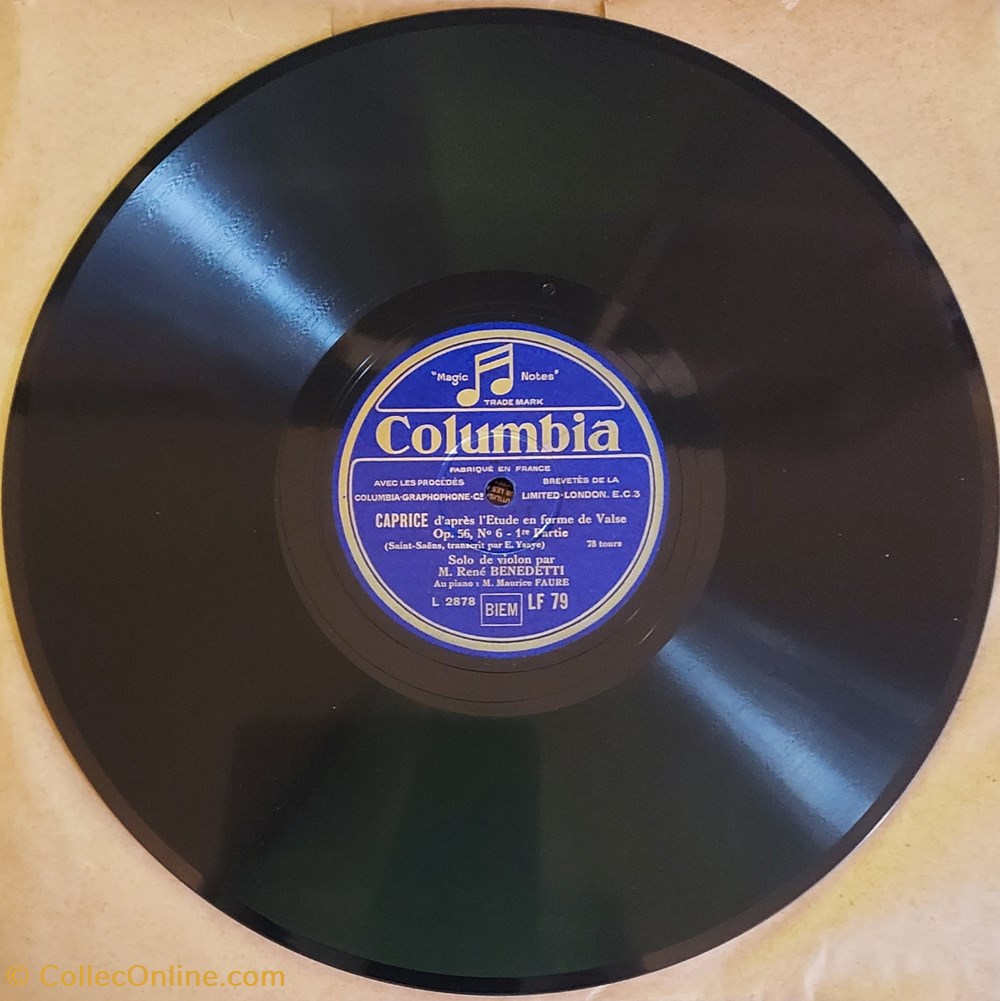 "Magic Notes"
TRADE MARK
Columbia
FABRIQUÉ EN FRANCE
AVEC LES PROCÉDÉS BREVETÉS DE LA
COLUMBIA-GRAPHOPHONE-Co LIMITED-LONDON. E.C.3
CAPRICE d'après l'Etude en forme de Valse
Op. 56, No 6 - 1re Partie
(Saint-Saëns, transcrit par E. Ysaye) 78 tours
Solo de violon par
M. René BENEDETTI
Au piano : M. Maurice FAURE
L 2878 BIEM LF 79
© CollecOnline.com